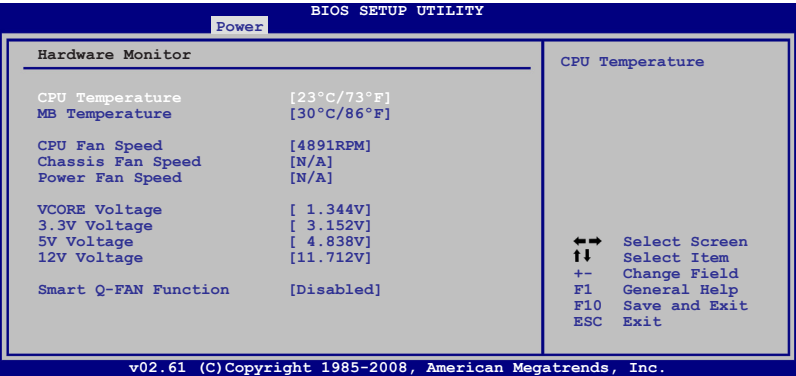 BIOS SETUP UTILITY
Power
Hardware Monitor
CPU Temperature [23°C/73°F]
MB Temperature [30°C/86°F]
CPU Fan Speed [4891RPM]
Chassis Fan Speed [N/A]
Power Fan Speed [N/A]
VCORE Voltage [ 1.344V]
3.3V Voltage [ 3.152V]
5V Voltage [ 4.838V]
12V Voltage [11.712V]
Smart Q-FAN Function [Disabled]
CPU Temperature
←→ Select Screen
↑↓ Select Item
+- Change Field
F1 General Help
F10 Save and Exit
ESC Exit
v02.61 (C)Copyright 1985-2008, American Megatrends, Inc.